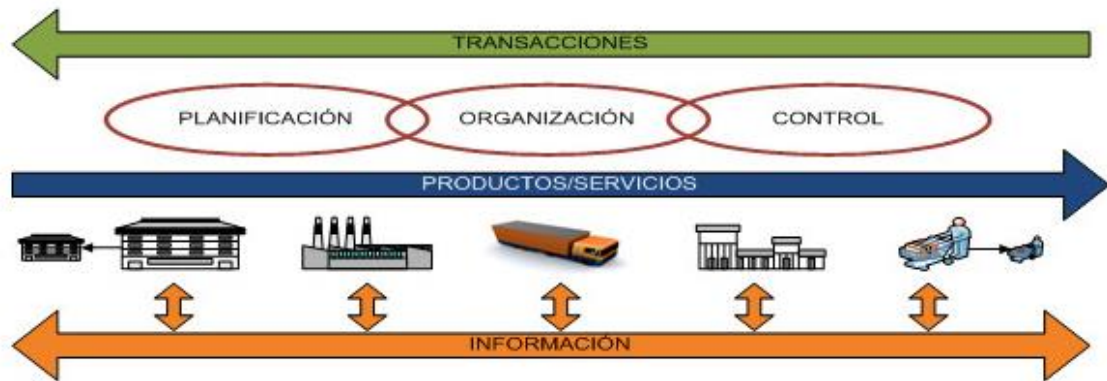 TRANSACCIONES
PLANIFICACIÓN ORGANIZACIÓN CONTROL
PRODUCTOS/SERVICIOS
INFORMACIÓN